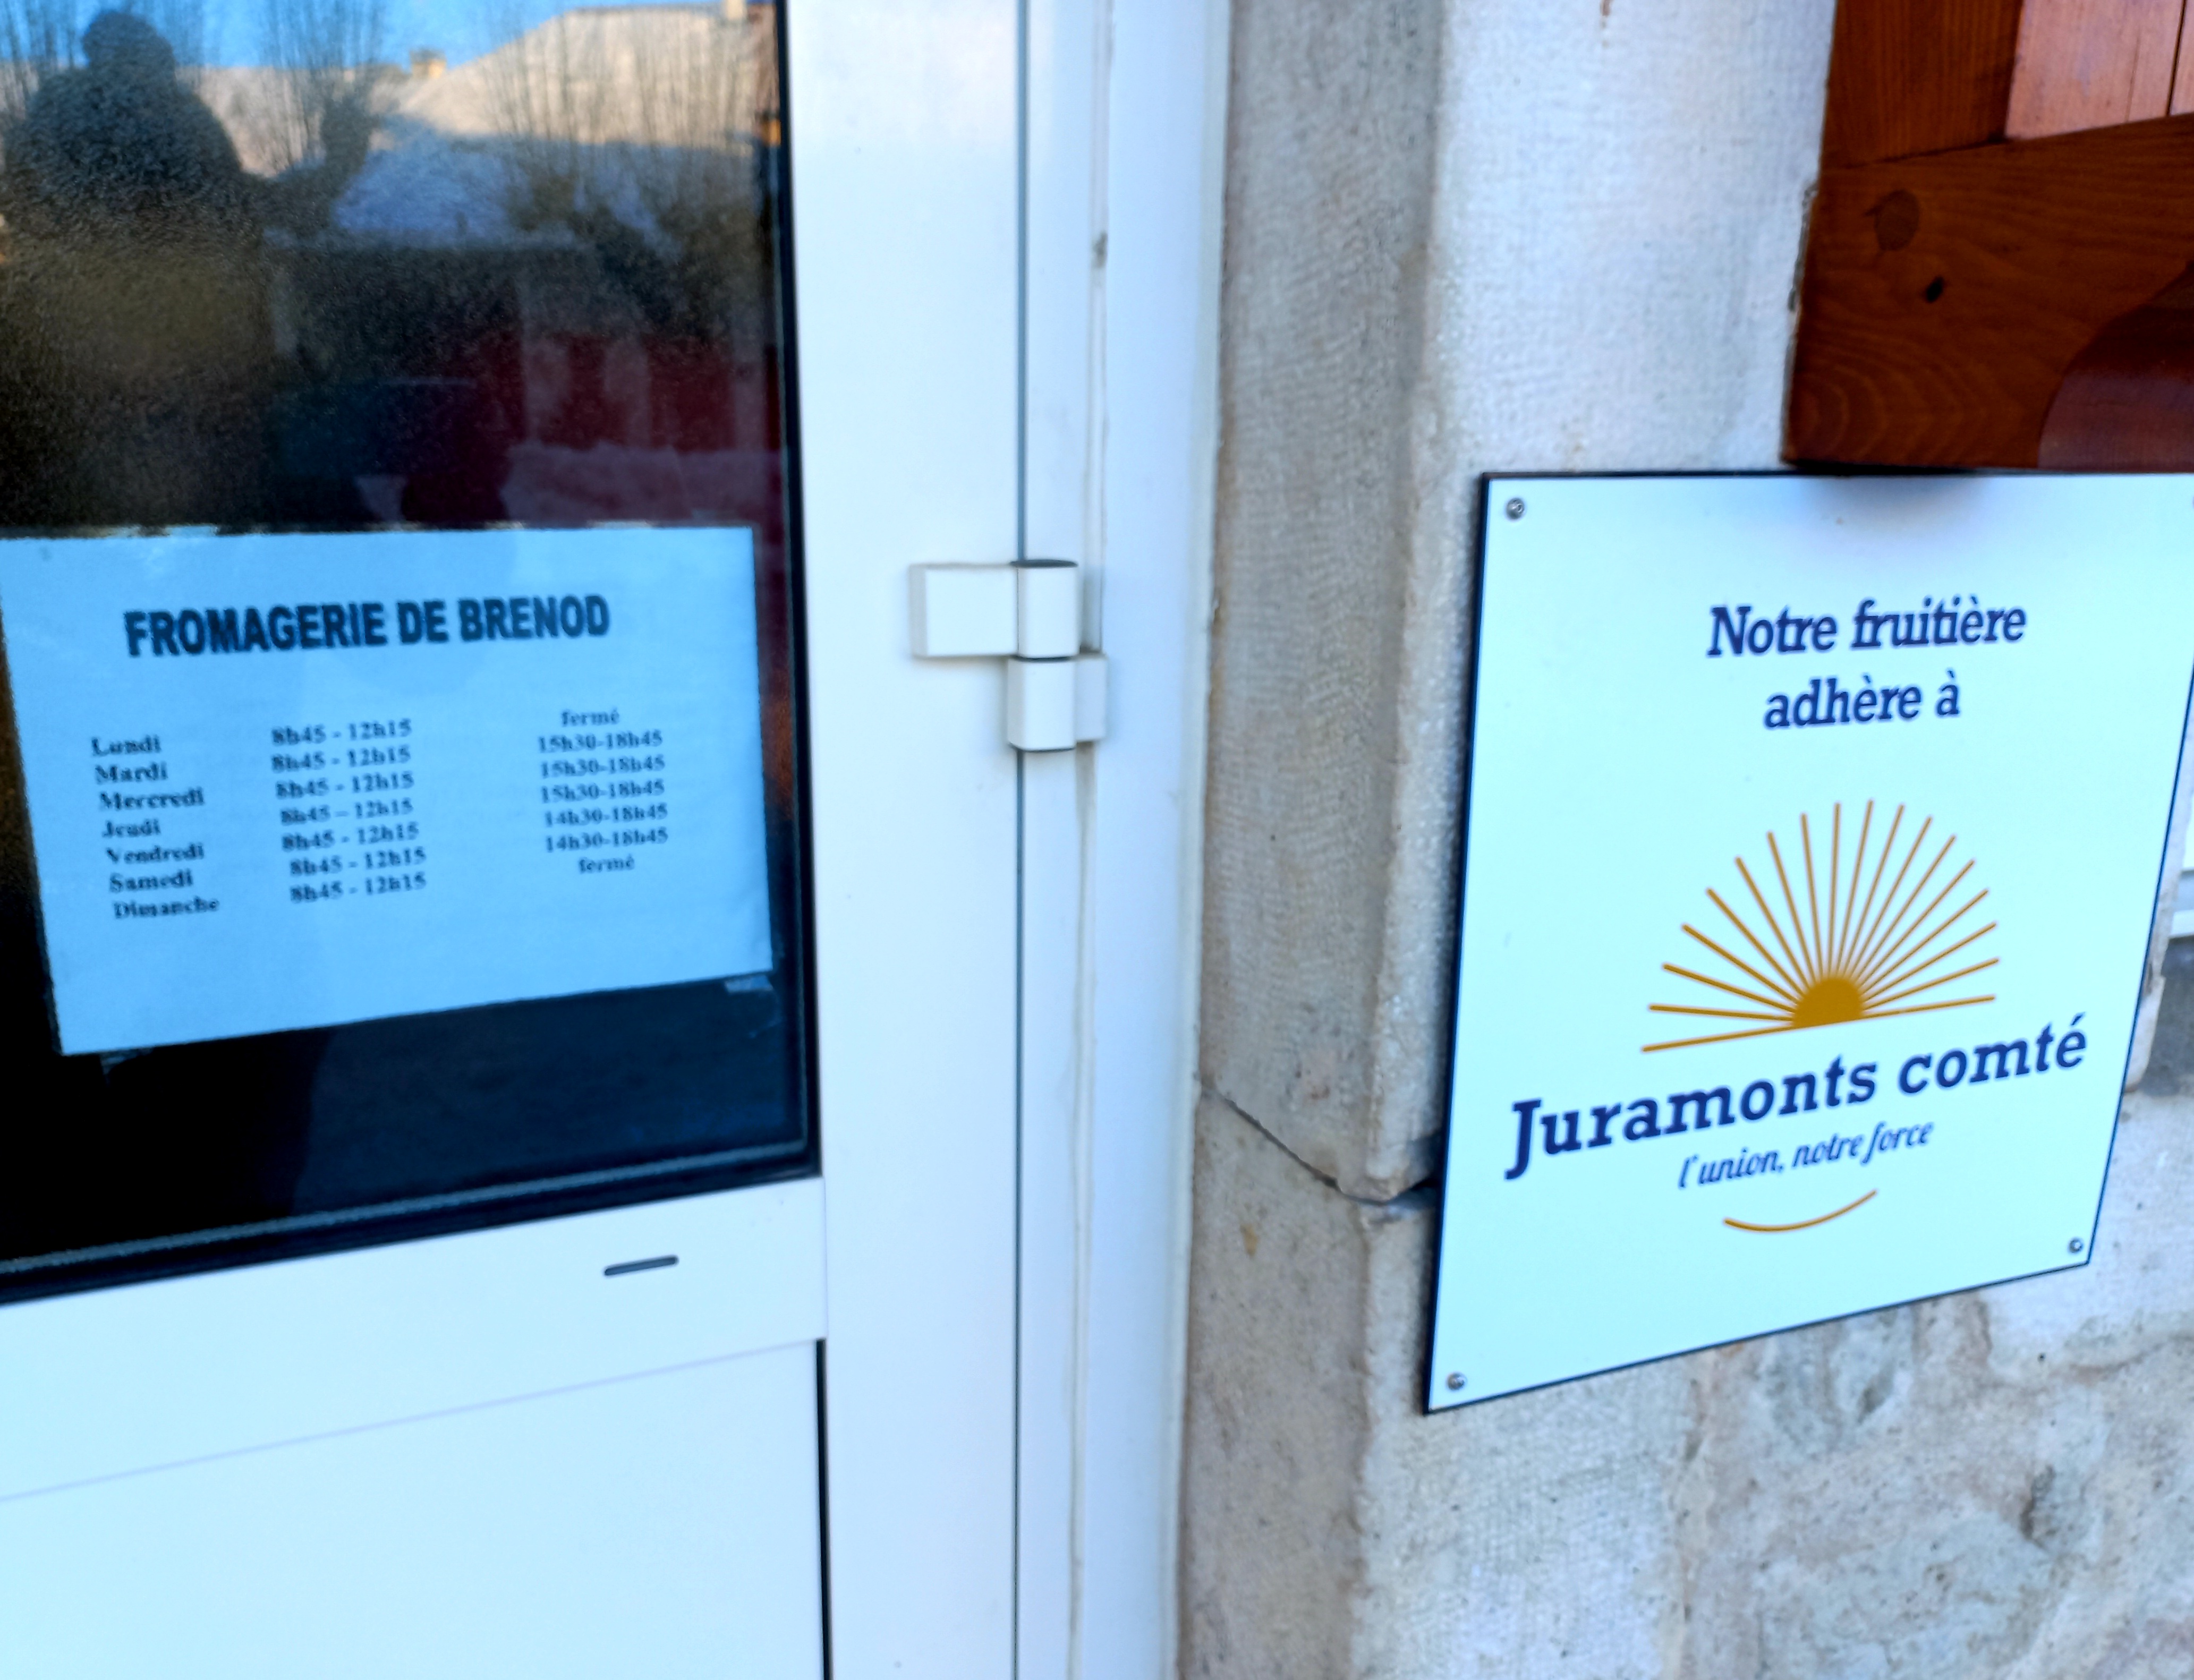 FROMAGERIE DE BRENOD
Lundi 8h45 - 12h15 fermé
Mardi 8h45 - 12h15 15h30-18h45
Mercredi 8h45 - 12h15 15h30-18h45
Jeudi 8h45 - 12h15 15h30-18h45
Vendredi 8h45 - 12h15 14h30-18h45
Samedi 8h45 - 12h15 14h30-18h45
Dimanche 8h45 - 12h15 fermé
Notre fruitière
adhère à
Juramonts comté
l'union, notre force